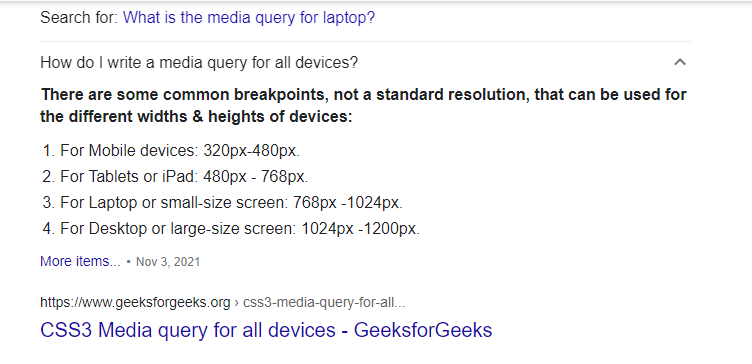 Search for: What is the media query for laptop?
How do I write a media query for all devices?
There are some common breakpoints, not a standard resolution, that can be used for
the different widths & heights of devices:
1. For Mobile devices: 320px-480px.
2. For Tablets or iPad: 480px - 768px.
3. For Laptop or small-size screen: 768px -1024px.
4. For Desktop or large-size screen: 1024px -1200px.
More items... • Nov 3, 2021
https://www.geeksforgeeks.org › css3-media-query-for-all...
CSS3 Media query for all devices - GeeksforGeeks